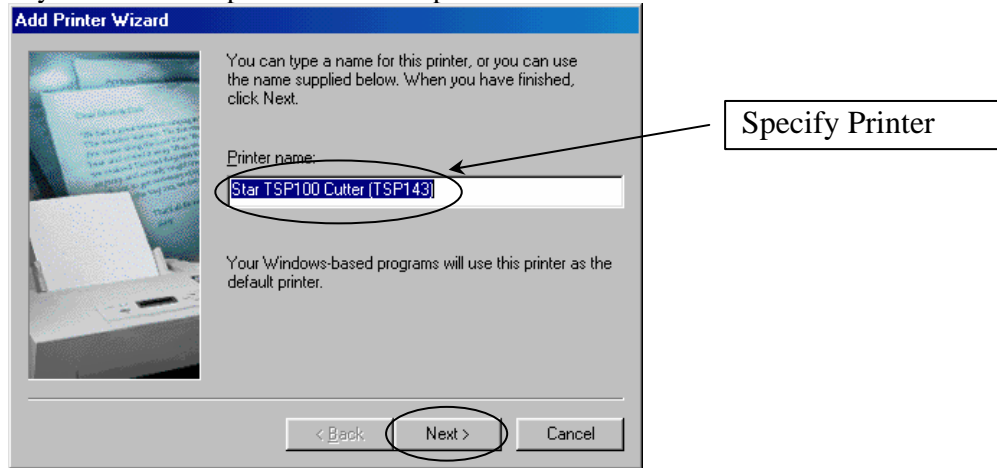 Add Printer Wizard
You can type a name for this printer, or you can use
the name supplied below. When you have finished,
click Next.
Specify Printer
Printer name:
Star TSP100 Cutter (TSP143)
Your Windows-based programs will use this printer as the
default printer.
< Back
Next >
Cancel